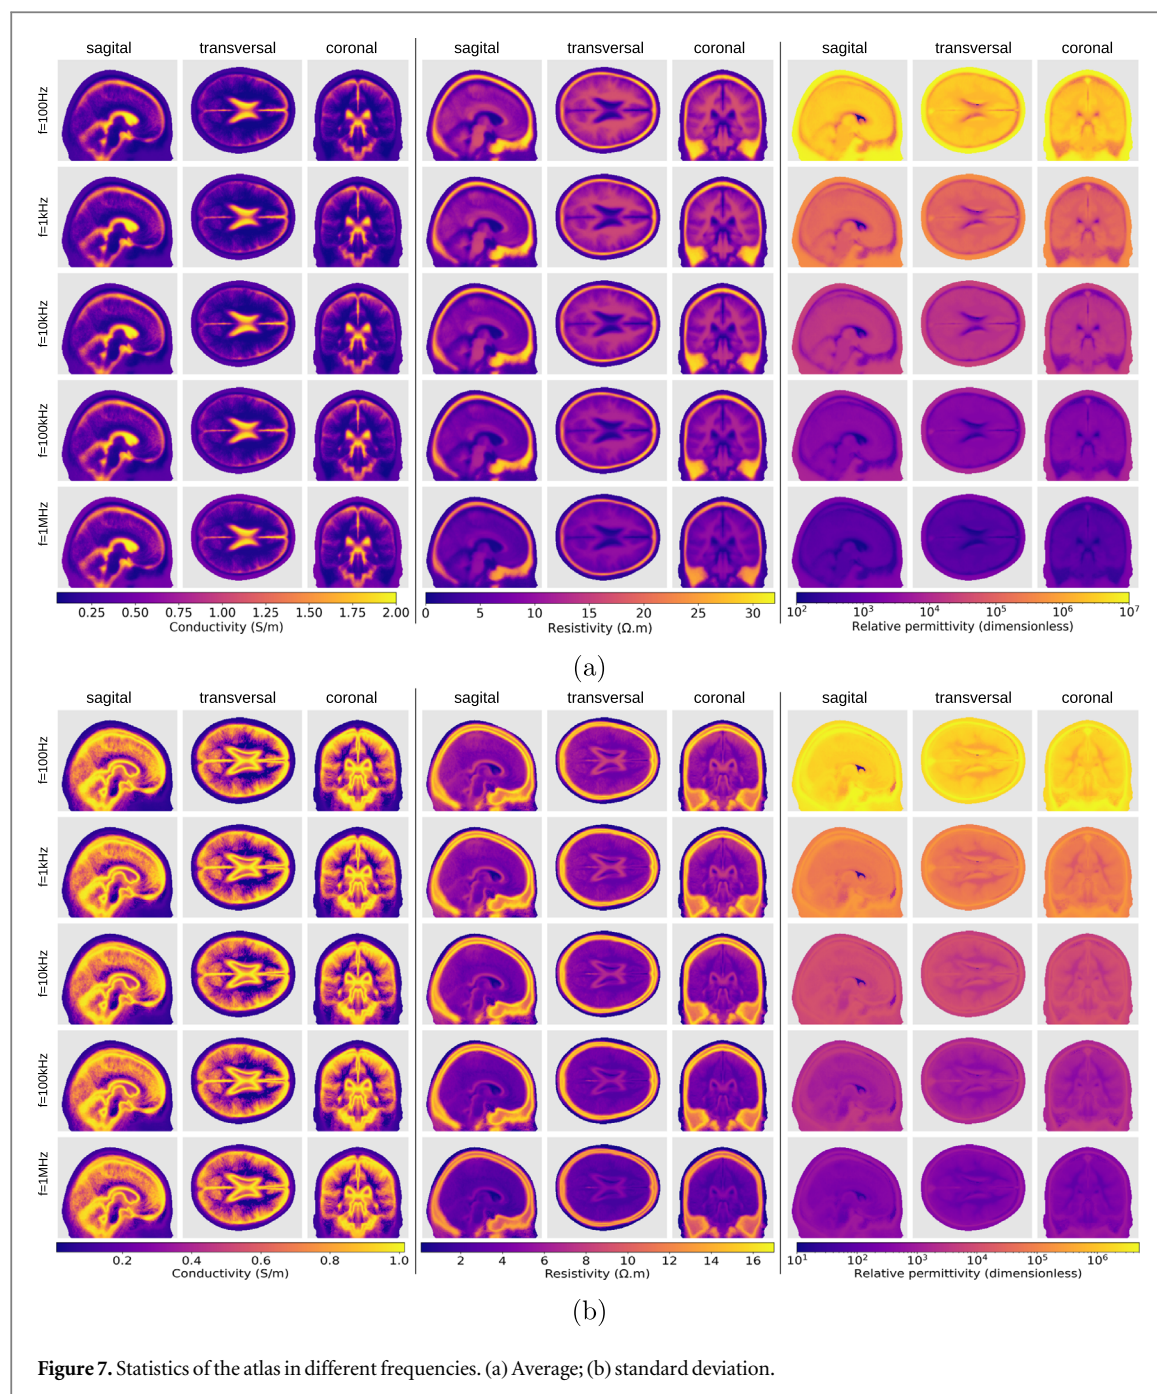 sagital transversal coronal sagital transversal coronal sagital transversal coronal
f=100Hz
f=1kHz
f=10kHz
f=100kHz
f=1MHz
0.25 0.50 0.75 1.00 1.25 1.50 1.75 2.00 0 5 10 15 20 25 30 10² 10³ 10⁴ 10⁵ 10⁶ 10⁷
Conductivity (S/m) Resistivity (Ω.m) Relative permittivity (dimensionless)
(a)
sagital transversal coronal sagital transversal coronal sagital transversal coronal
f=100Hz
f=1kHz
f=10kHz
f=100kHz
f=1MHz
0.2 0.4 0.6 0.8 1.0 2 4 6 8 10 12 14 16 10¹ 10² 10³ 10⁴ 10⁵ 10⁶
Conductivity (S/m) Resistivity (Ω.m) Relative permittivity (dimensionless)
(b)
Figure 7. Statistics of the atlas in different frequencies. (a) Average; (b) standard deviation.